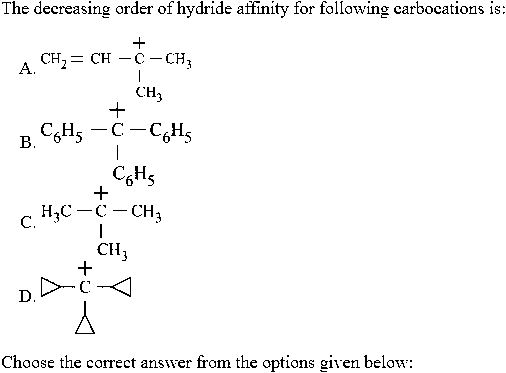 The decreasing order of hydride affinity for following carbocations is:
+
A. CH₂ = CH – C – CH₃
CH₃
+
B. C₆H₅ – C – C₆H₅
C₆H₅
+
C. H₃C – C – CH₃
CH₃
+
D. C
Choose the correct answer from the options given below: